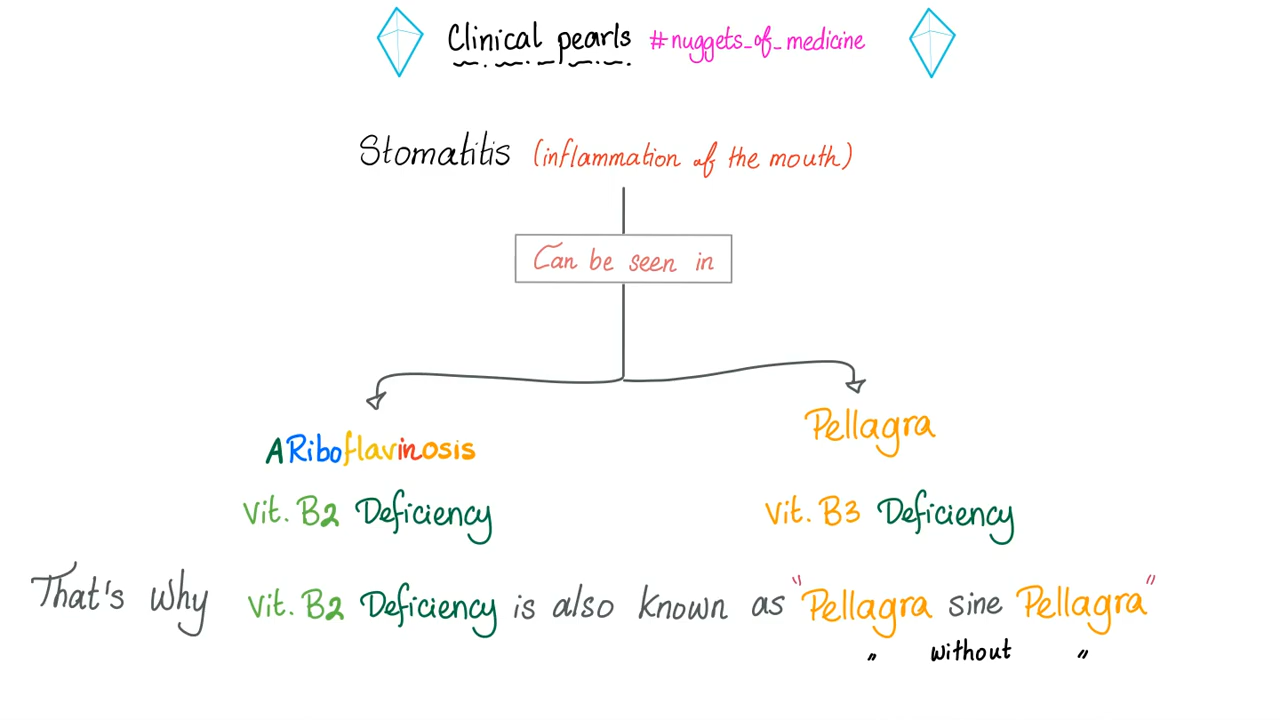 Clinical pearls #nuggets_of_medicine
Stomatitis (inflammation of the mouth)
Can be seen in
Pellagra
ARiboflavinosis
Vit. B2 Deficiency
Vit. B3 Deficiency
That's why Vit. B2 Deficiency is also known as "Pellagra sine Pellagra"
" without "